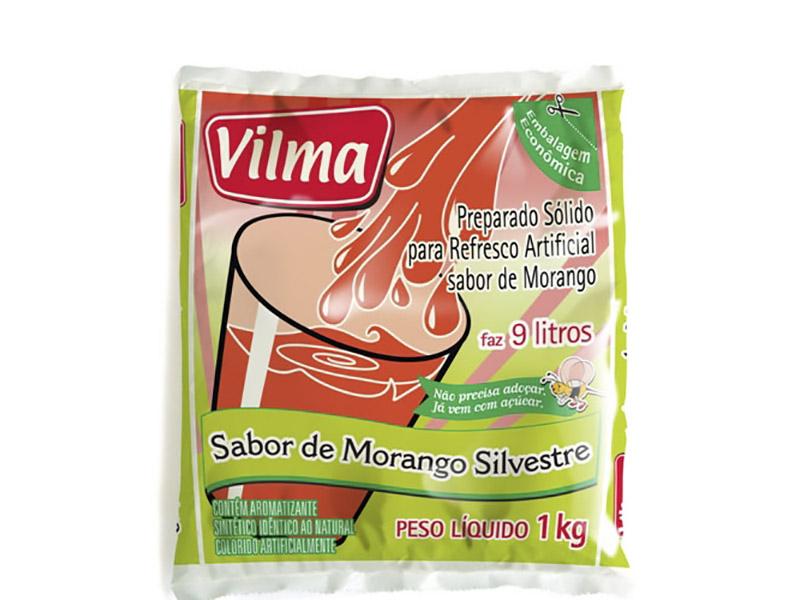 Vilma
Embalagem
Econômica
Preparado Sólido
para Refresco Artificial
sabor de Morango
faz 9 litros
Não precisa adoçar.
Já vem com açúcar.
Sabor de Morango Silvestre
CONTÉM AROMATIZANTE
SINTÉTICO IDÊNTICO AO NATURAL
COLORIDO ARTIFICIALMENTE
PESO LÍQUIDO 1 kg